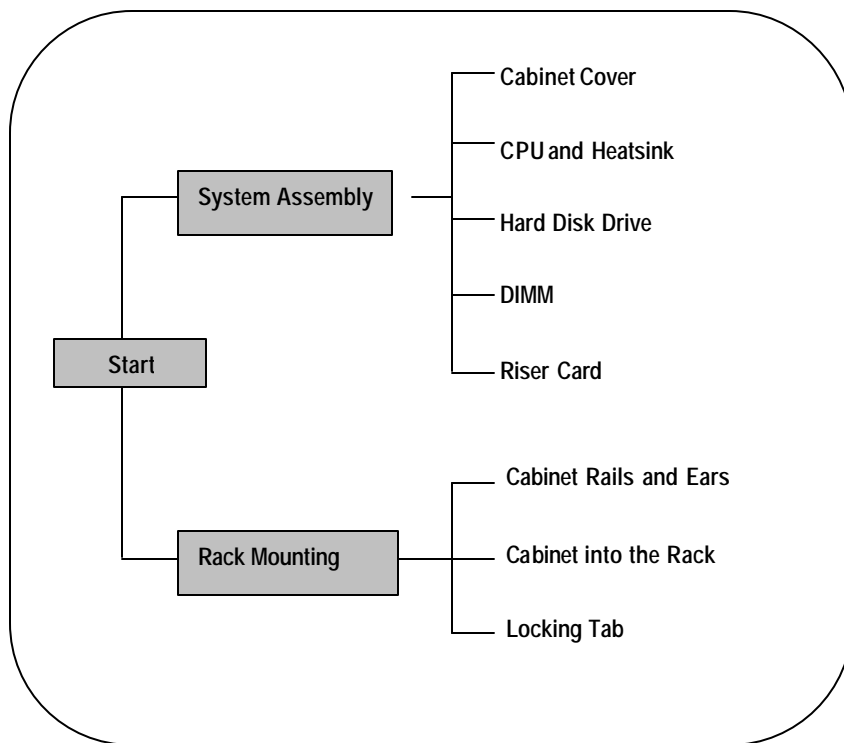 Cabinet Cover
CPU and Heatsink
System Assembly
Hard Disk Drive
DIMM
Start
Riser Card
Cabinet Rails and Ears
Rack Mounting
Cabinet into the Rack
Locking Tab